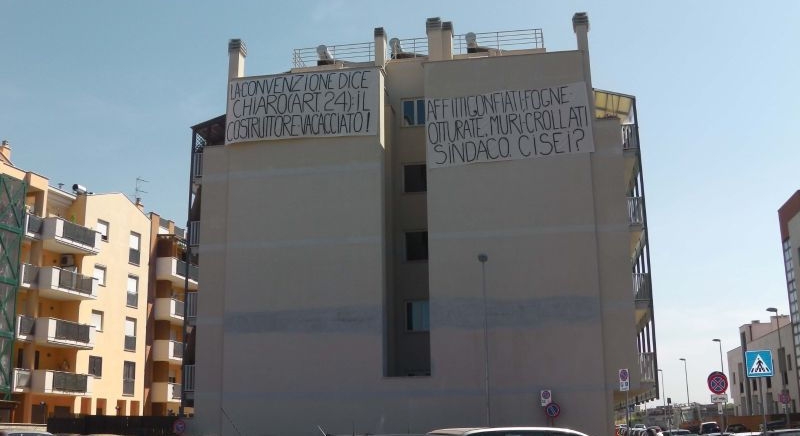 LA CONVENZIONE DICE
CHIARO (ART. 24): IL
COSTRUTTORE VA CACCIATO!
AFFITTI GONFIATI, FOGNE
OTTURATE, MURI CROLLATI
SINDACO CI SEI?